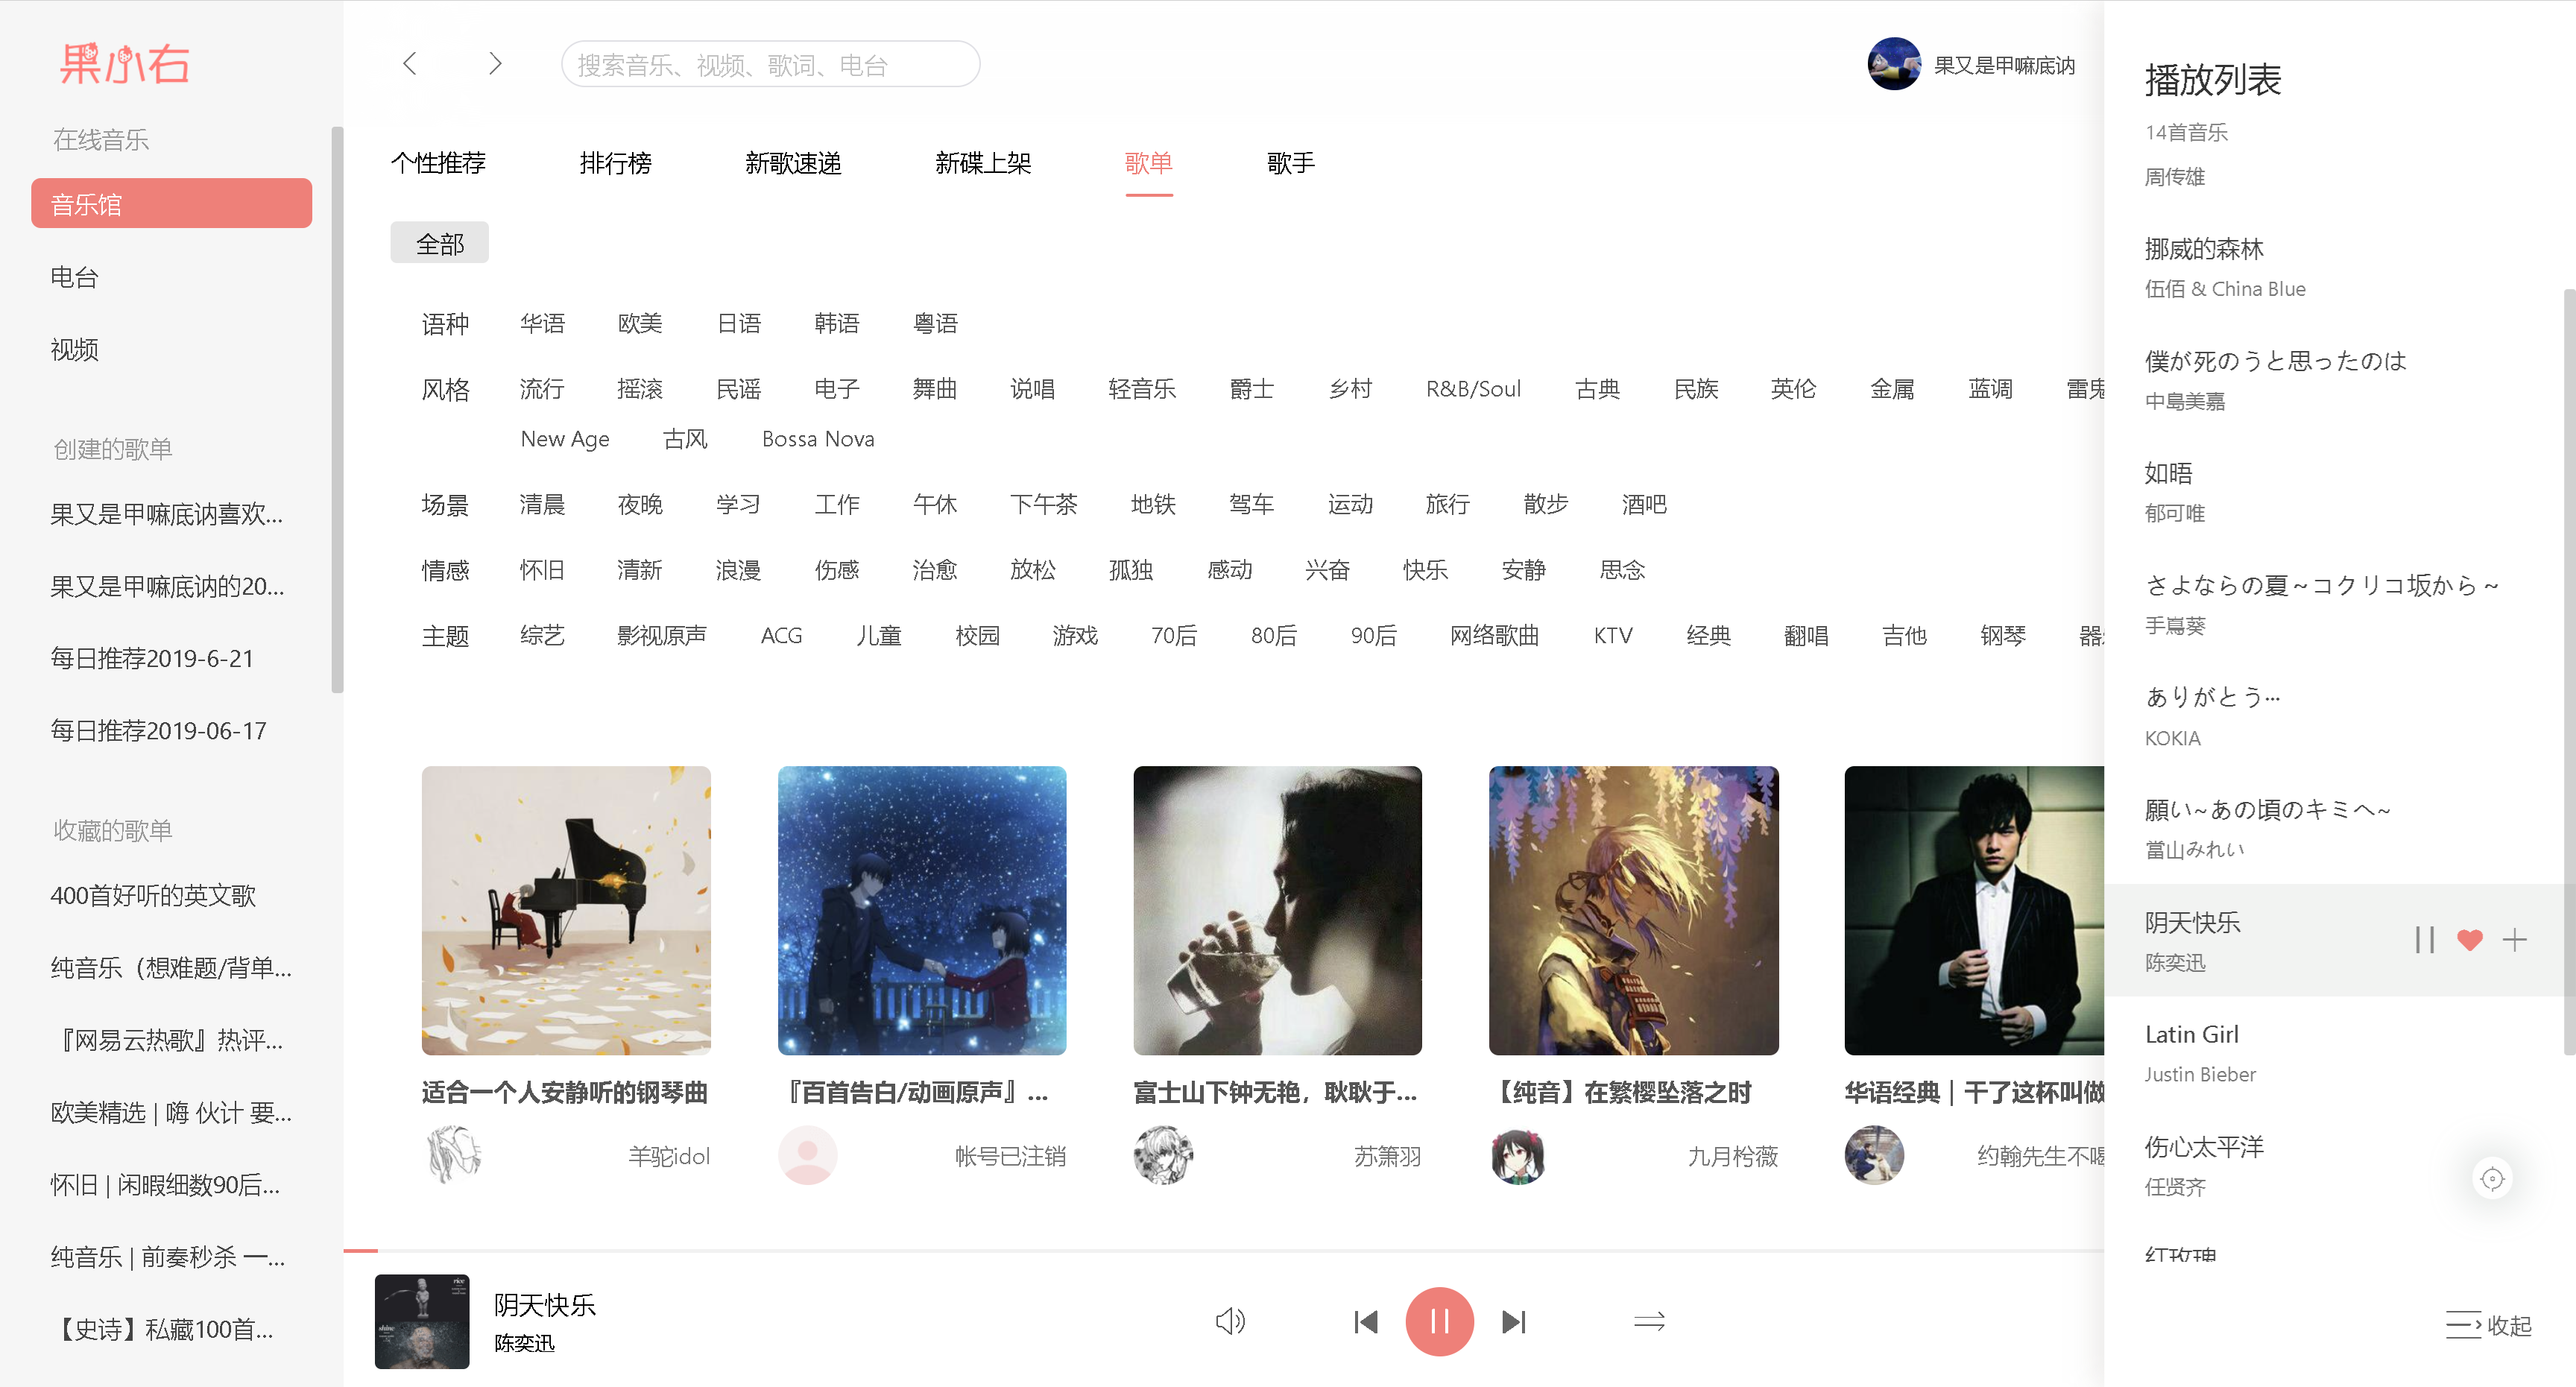 果小右
在线音乐
音乐馆
电台
视频
创建的歌单
果又是甲嘛底讷喜欢...
果又是甲嘛底讷的20...
每日推荐2019-6-21
每日推荐2019-06-17
收藏的歌单
400首好听的英文歌
纯音乐（想难题/背单...
『网易云热歌』热评...
欧美精选 | 嗨 伙计 要...
怀旧 | 闲暇细数90后...
纯音乐 | 前奏秒杀 一...
【史诗】私藏100首...
搜索音乐、视频、歌词、电台
果又是甲嘛底讷
个性推荐 排行榜 新歌速递 新碟上架 歌单 歌手
全部
语种 华语 欧美 日语 韩语 粤语
风格 流行 摇滚 民谣 电子 舞曲 说唱 轻音乐 爵士 乡村 R&B/Soul 古典 民族 英伦 金属 蓝调 雷鬼
New Age 古风 Bossa Nova
场景 清晨 夜晚 学习 工作 午休 下午茶 地铁 驾车 运动 旅行 散步 酒吧
情感 怀旧 清新 浪漫 伤感 治愈 放松 孤独 感动 兴奋 快乐 安静 思念
主题 综艺 影视原声 ACG 儿童 校园 游戏 70后 80后 90后 网络歌曲 KTV 经典 翻唱 吉他 钢琴 器
适合一个人安静听的钢琴曲 『百首告白/动画原声』... 富士山下钟无艳，耿耿于... 【纯音】在繁樱坠落之时 华语经典 | 干了这杯叫做
羊驼idol 帐号已注销 苏箫羽 九月柃薇 约翰先生不喝
阴天快乐
陈奕迅
播放列表
14首音乐
周传雄
挪威的森林
伍佰 & China Blue
僕が死のうと思ったのは
中島美嘉
如晤
郁可唯
さよならの夏～コクリコ坂から～
手嶌葵
ありがとう…
KOKIA
願い~あの頃のキミへ~
當山みれい
阴天快乐
陈奕迅
Latin Girl
Justin Bieber
伤心太平洋
任贤齐
红玫瑰
收起